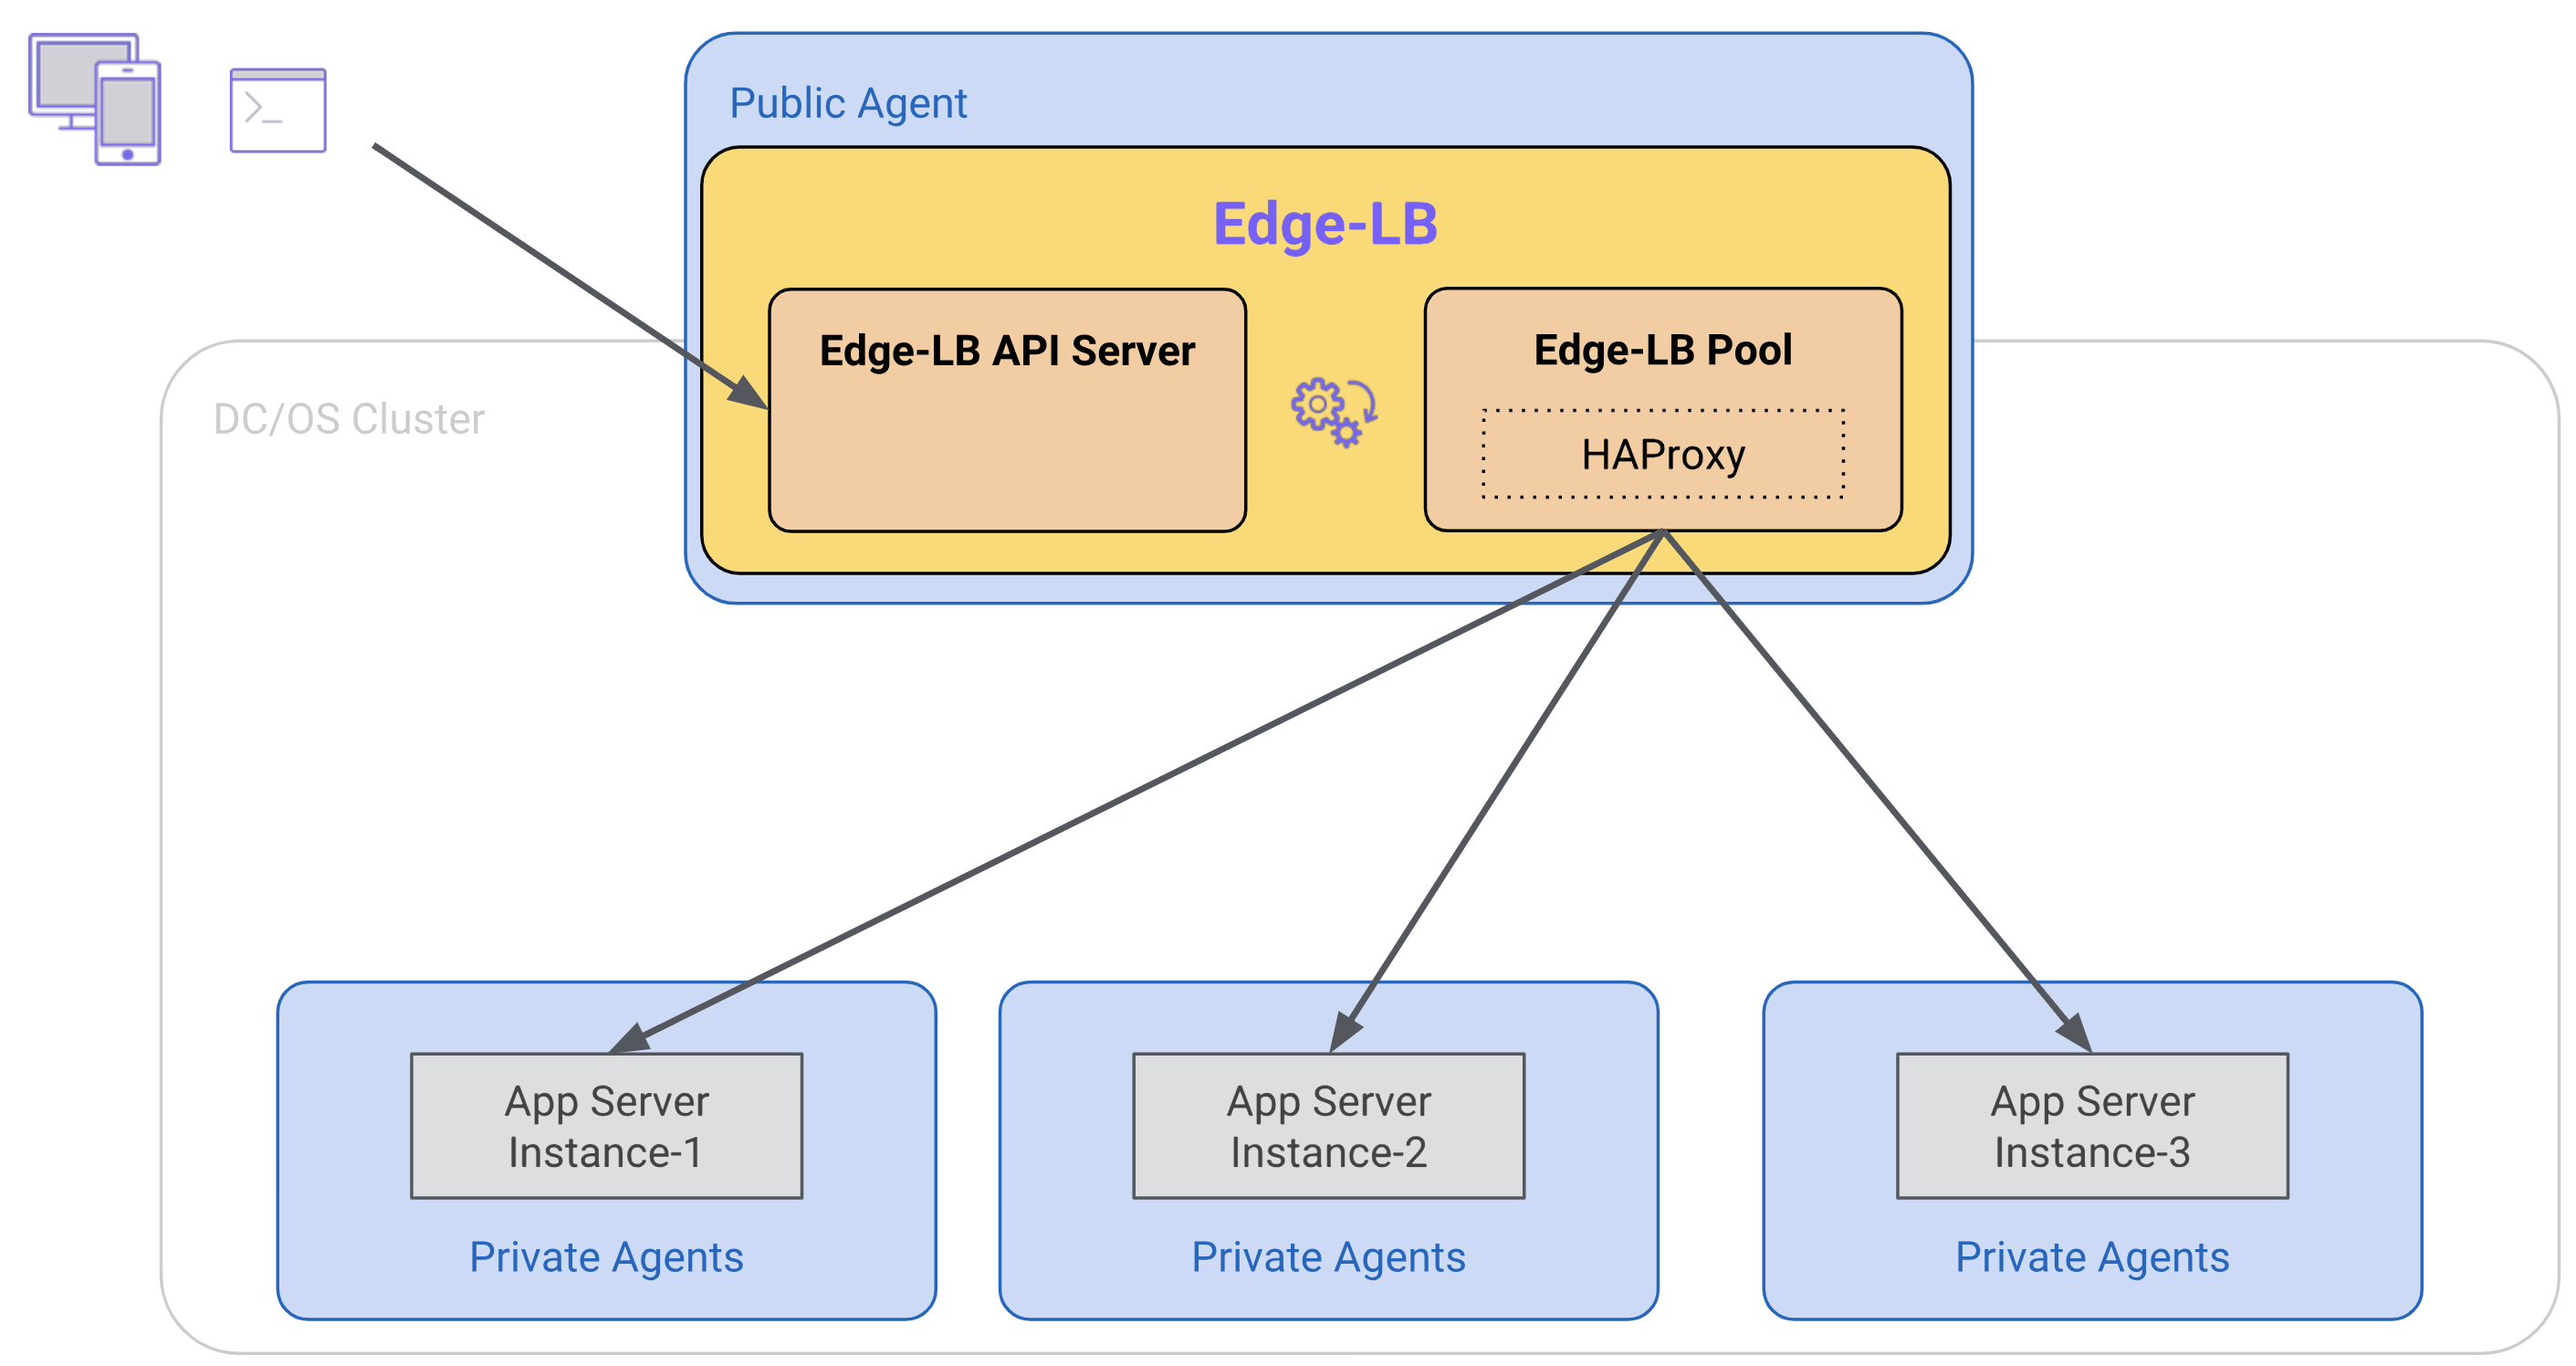 Public Agent
Edge-LB
Edge-LB API Server
Edge-LB Pool
HAProxy
DC/OS Cluster
App Server
Instance-1
Private Agents
App Server
Instance-2
Private Agents
App Server
Instance-3
Private Agents